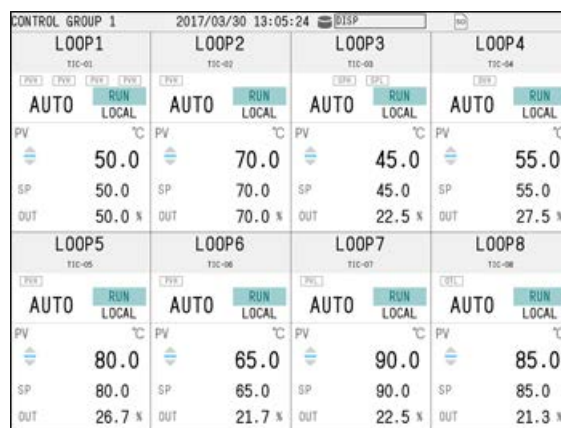 CONTROL GROUP 1 2017/03/30 13:05:24 DISP
LOOP1 LOOP2 LOOP3 LOOP4
TIC-01 TIC-02 TIC-03 TIC-04
AUTO RUN LOCAL AUTO RUN LOCAL AUTO RUN LOCAL AUTO RUN LOCAL
PV ℃ PV ℃ PV ℃ PV ℃
50.0 70.0 45.0 55.0
SP 50.0 SP 70.0 SP 45.0 SP 55.0
OUT 50.0 % OUT 70.0 % OUT 22.5 % OUT 27.5 %
LOOP5 LOOP6 LOOP7 LOOP8
TIC-05 TIC-06 TIC-07 TIC-08
AUTO RUN LOCAL AUTO RUN LOCAL AUTO RUN LOCAL AUTO RUN LOCAL
PV ℃ PV ℃ PV ℃ PV ℃
80.0 65.0 90.0 85.0
SP 80.0 SP 65.0 SP 90.0 SP 85.0
OUT 26.7 % OUT 21.7 % OUT 22.5 % OUT 21.3 %